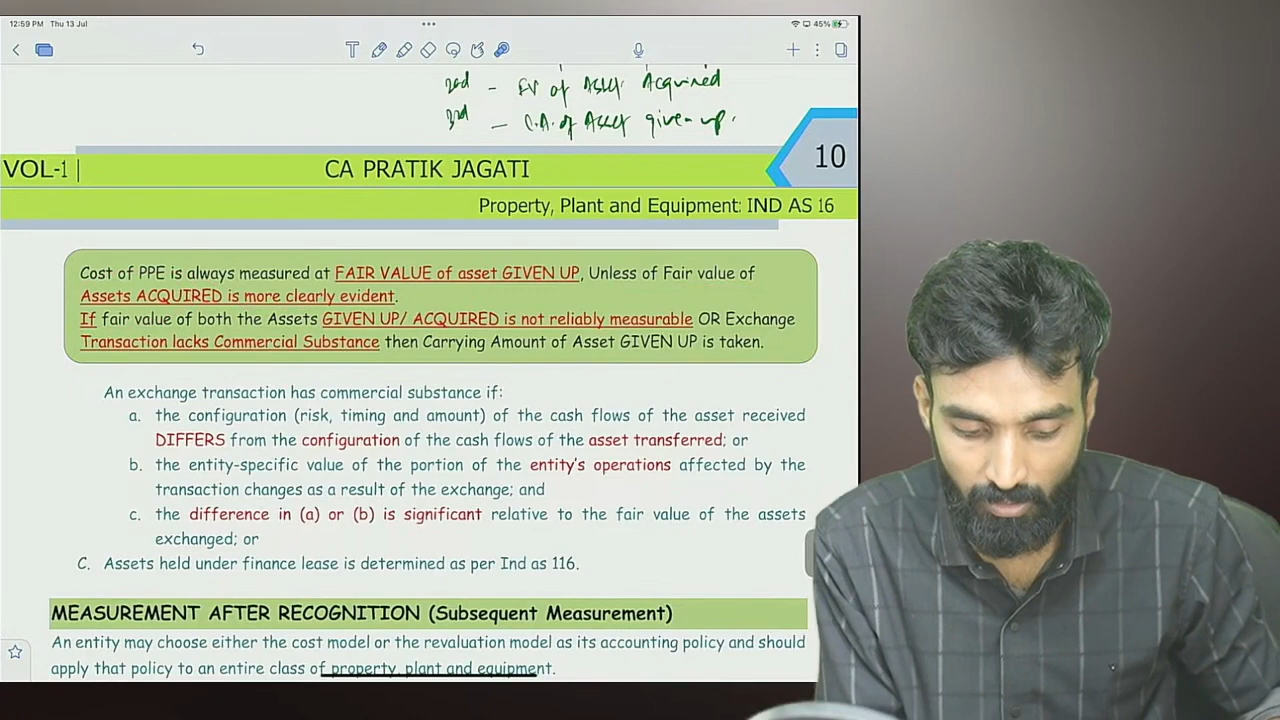 12:59 PM Thu 13 Jul
45%
2nd - FV of Asset Acquired
3rd - C.A. of Asset given up.
10
VOL-1 | CA PRATIK JAGATI
Property, Plant and Equipment: IND AS 16
Cost of PPE is always measured at FAIR VALUE of asset GIVEN UP, Unless of Fair value of
Assets ACQUIRED is more clearly evident.
If fair value of both the Assets GIVEN UP/ ACQUIRED is not reliably measurable OR Exchange
Transaction lacks Commercial Substance then Carrying Amount of Asset GIVEN UP is taken.
An exchange transaction has commercial substance if:
a. the configuration (risk, timing and amount) of the cash flows of the asset received
DIFFERS from the configuration of the cash flows of the asset transferred; or
b. the entity-specific value of the portion of the entity's operations affected by the
transaction changes as a result of the exchange; and
c. the difference in (a) or (b) is significant relative to the fair value of the assets
exchanged; or
C. Assets held under finance lease is determined as per Ind as 116.
MEASUREMENT AFTER RECOGNITION (Subsequent Measurement)
An entity may choose either the cost model or the revaluation model as its accounting policy and should
apply that policy to an entire class of property, plant and equipment.